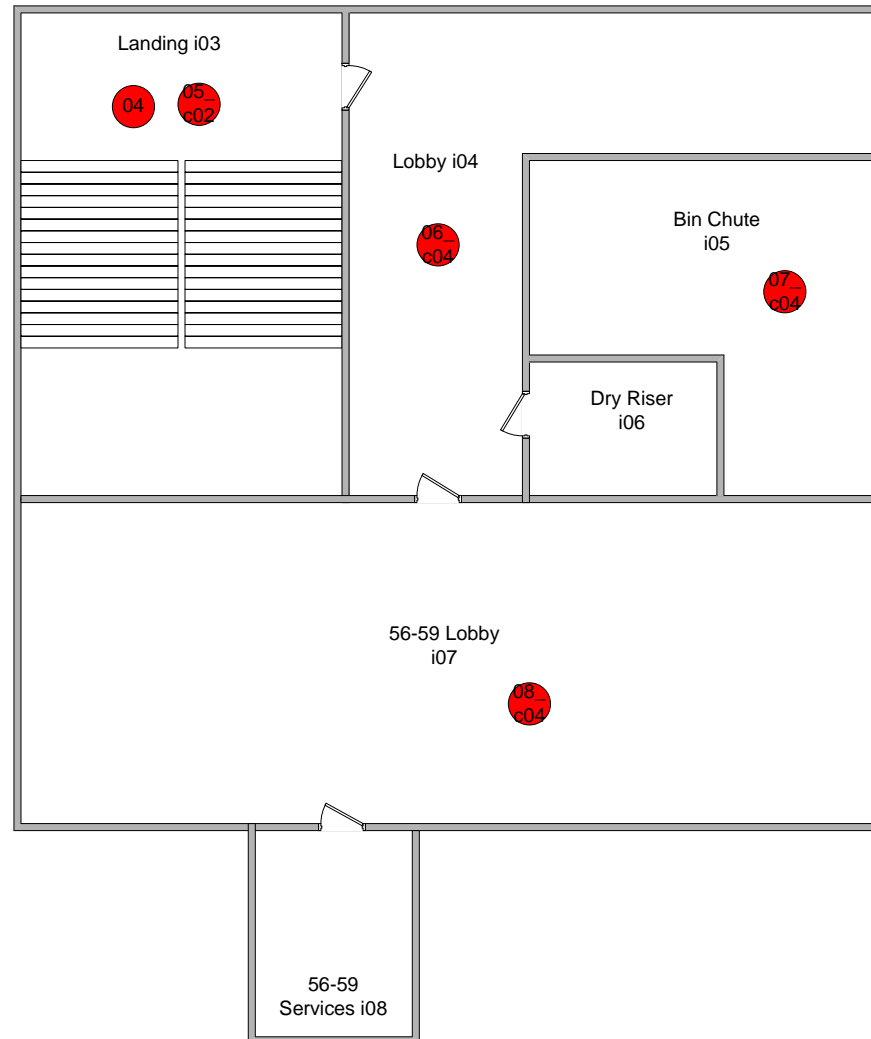 Landing i03
04
05_
c02
Lobby i04
06_
c04
Bin Chute
i05
07_
c04
Dry Riser
i06
56-59 Lobby
i07
08_
c04
56-59
Services i08